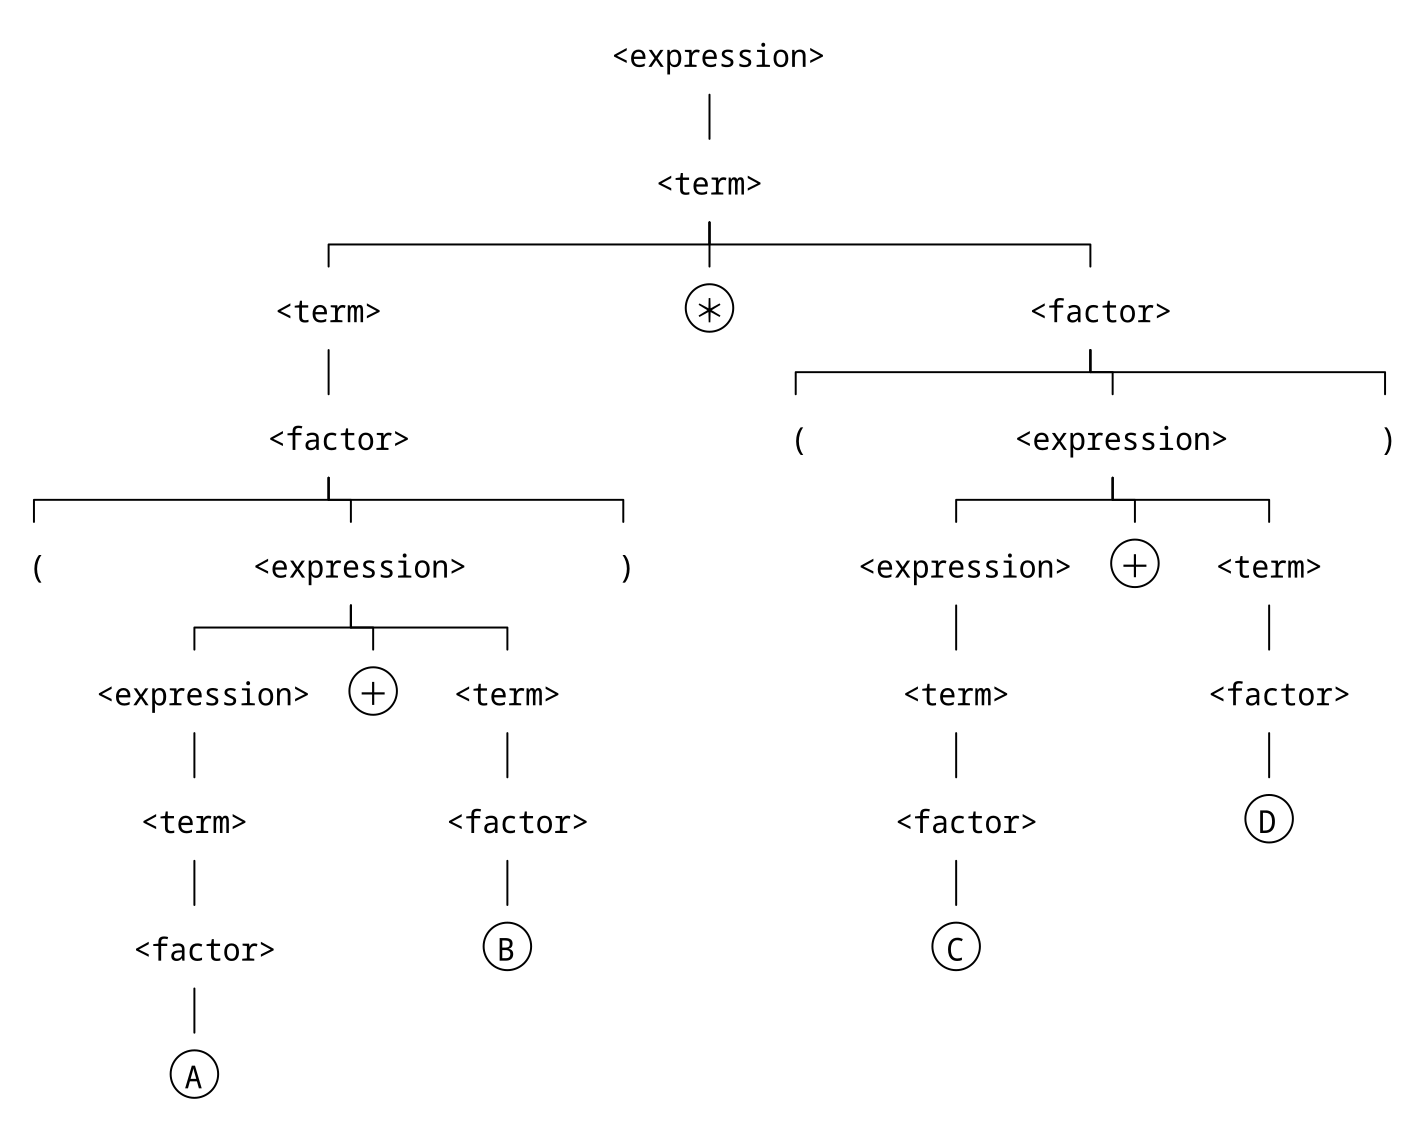 <expression>
<term>
<term> * <factor>
<factor> ( <expression> )
( <expression> ) <expression> + <term>
<expression> + <term> <term> <factor>
<term> <factor> <factor> D
<factor> B C
A